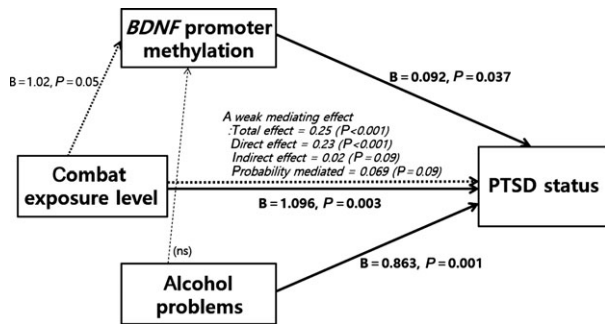 BDNF promoter
methylation
B=1.02, P=0.05
B=0.092, P=0.037
A weak mediating effect
:Total effect = 0.25 (P<0.001)
Direct effect = 0.23 (P<0.001)
Indirect effect = 0.02 (P=0.09)
Probability mediated = 0.069 (P=0.09)
Combat
exposure level
PTSD status
B=1.096, P=0.003
(ns)
Alcohol
problems
B=0.863, P=0.001